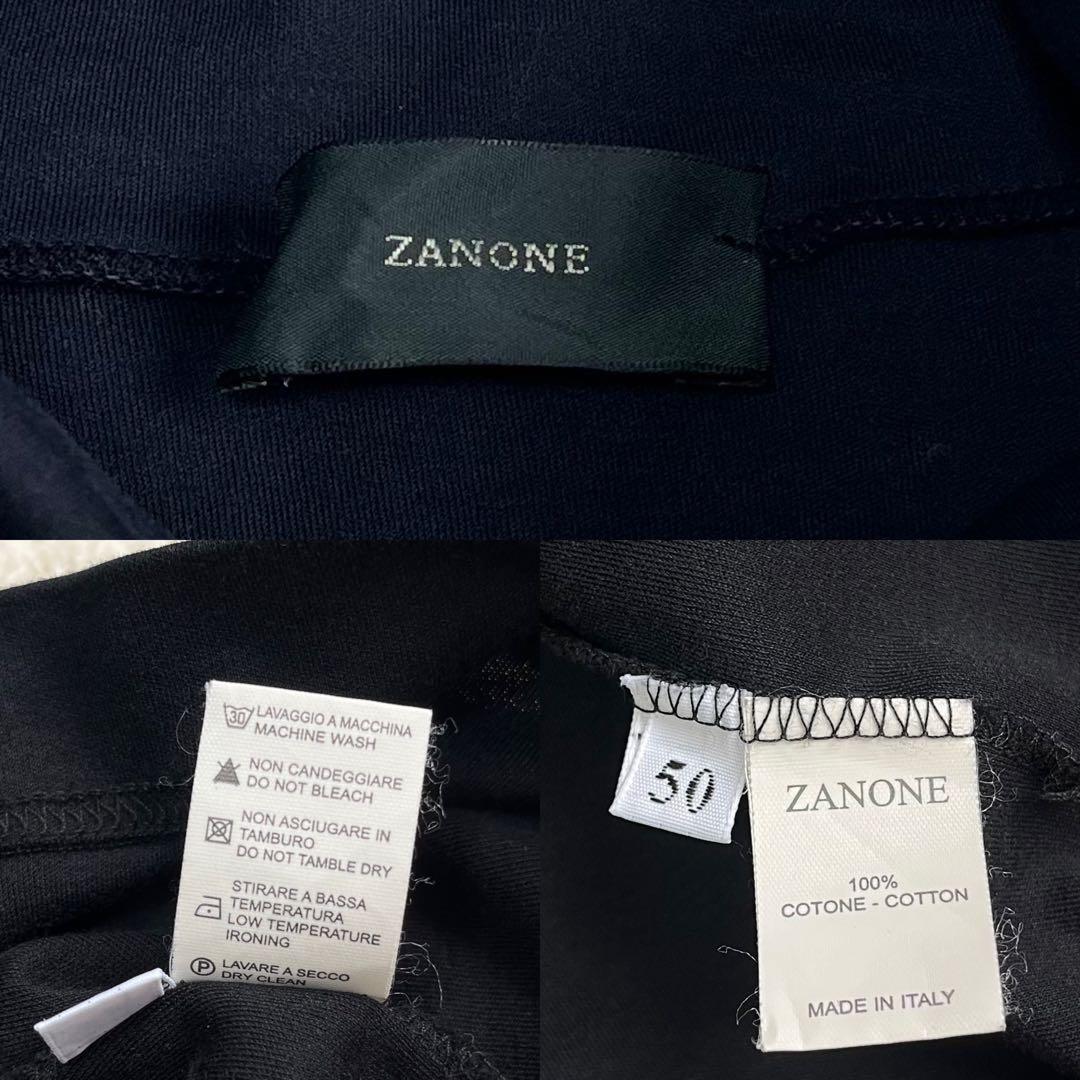 ZANONE
30 LAVAGGIO A MACCHINA
MACHINE WASH
NON CANDEGGIARE
DO NOT BLEACH
NON ASCIUGARE IN
TAMBURO
DO NOT TAMBLE DRY
STIRARE A BASSA
TEMPERATURA
LOW TEMPERATURE
IRONING
P LAVARE A SECCO
DRY CLEAN
50
ZANONE
100%
COTONE - COTTON
MADE IN ITALY